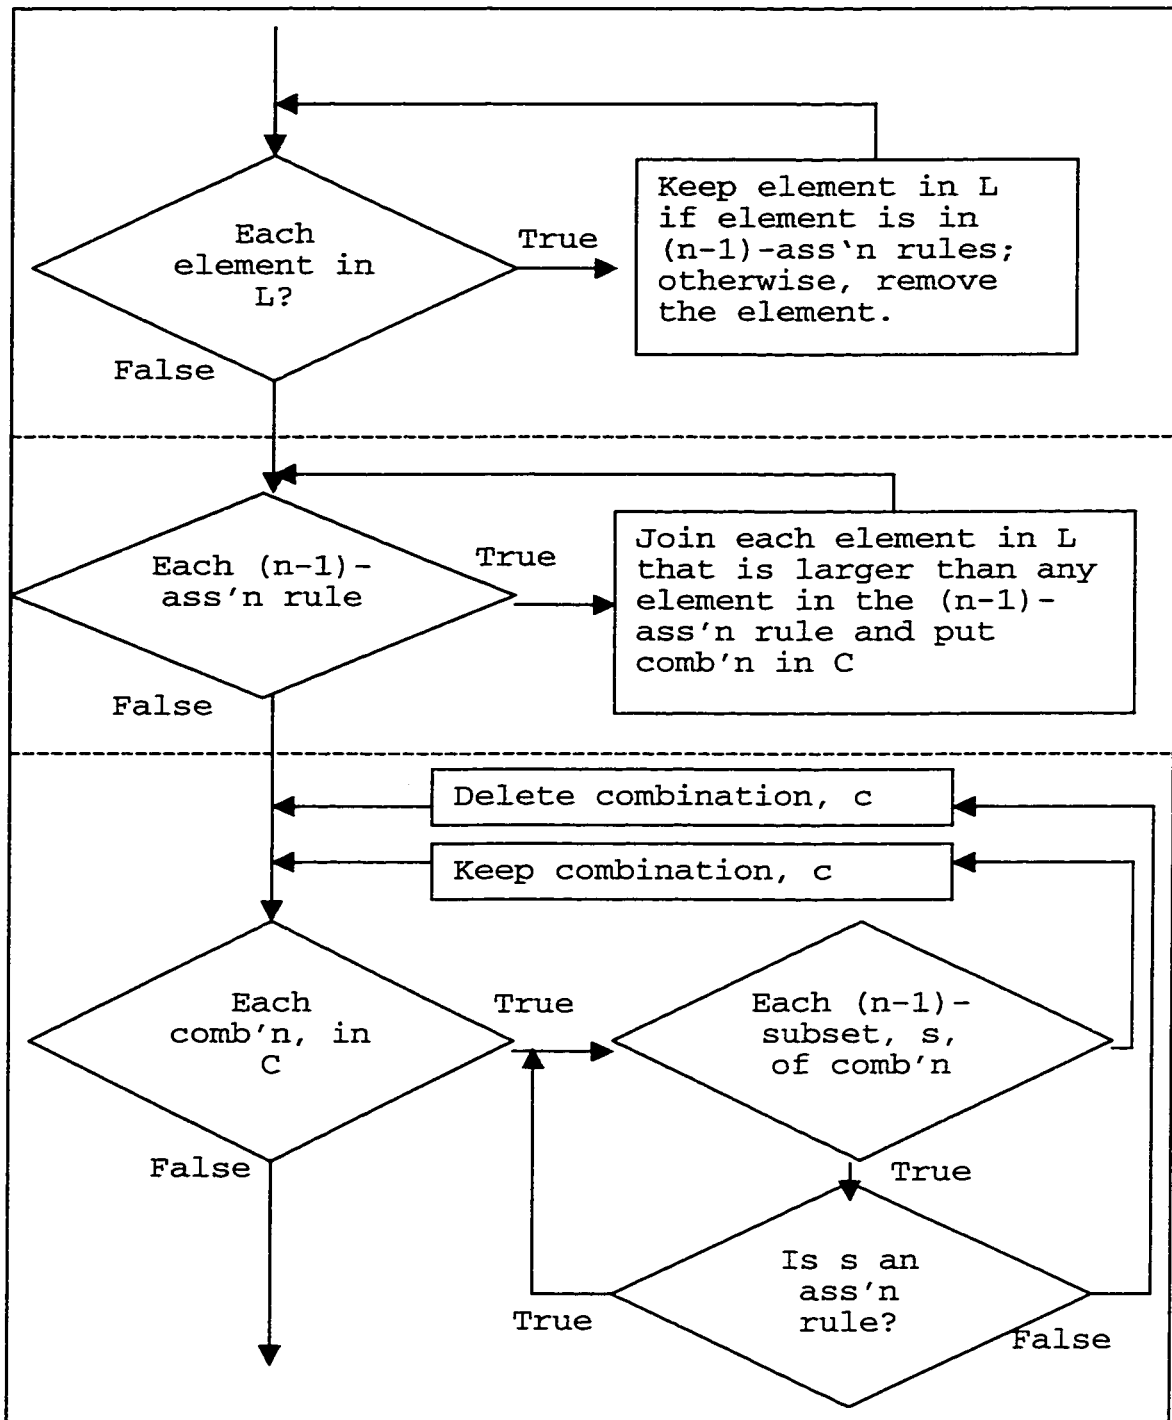 Each
element in
L?
True
False
Keep element in L
if element is in
(n-1)-ass‘n rules;
otherwise, remove
the element.
Each (n-1)-
ass’n rule
True
False
Join each element in L
that is larger than any
element in the (n-1)-
ass’n rule and put
comb’n in C
Delete combination, c
Keep combination, c
Each
comb’n, in
C
True
False
Each (n-1)-
subset, s,
of comb’n
True
Is s an
ass’n
rule?
True
False